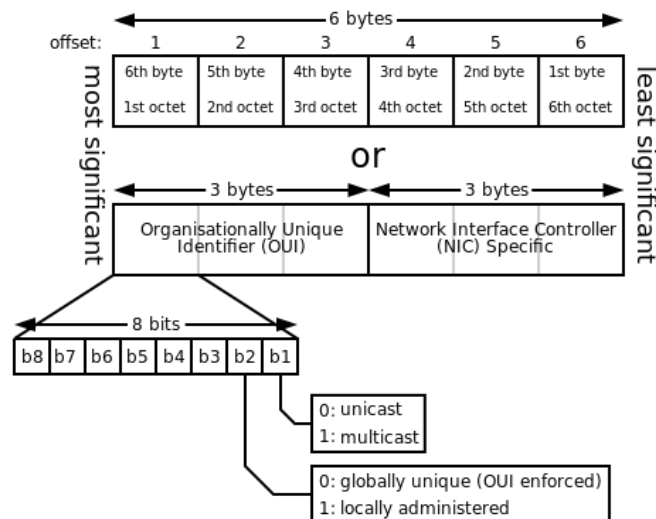 6 bytes
offset: 1 2 3 4 5 6
most significant
6th byte 5th byte 4th byte 3rd byte 2nd byte 1st byte
1st octet 2nd octet 3rd octet 4th octet 5th octet 6th octet
least significant
or
3 bytes 3 bytes
Organisationally Unique
Identifier (OUI)
Network Interface Controller
(NIC) Specific
8 bits
b8 b7 b6 b5 b4 b3 b2 b1
0: unicast
1: multicast
0: globally unique (OUI enforced)
1: locally administered